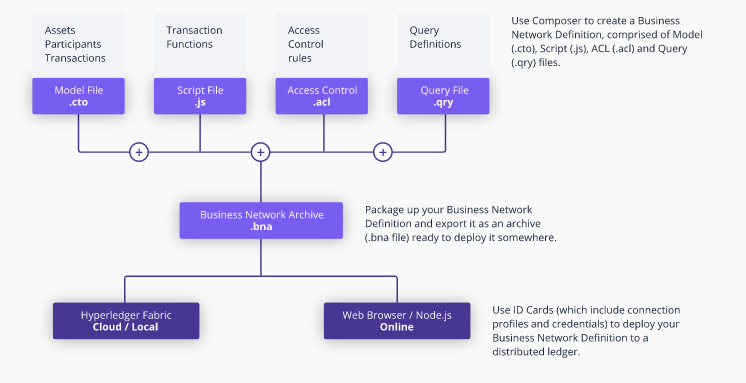 Assets
Participants
Transactions
Transaction
Functions
Access
Control
rules
Query
Definitions
Use Composer to create a Business
Network Definition, comprised of Model
(.cto), Script (.js), ACL (.acl) and Query
(.qry) files.
Model File
.cto
Script File
.js
Access Control
.acl
Query File
.qry
+
+
+
Business Network Archive
.bna
Package up your Business Network
Definition and export it as an archive
(.bna file) ready to deploy it somewhere.
Hyperledger Fabric
Cloud / Local
Web Browser / Node.js
Online
Use ID Cards (which include connection
profiles and credentials) to deploy your
Business Network Definition to a
distributed ledger.